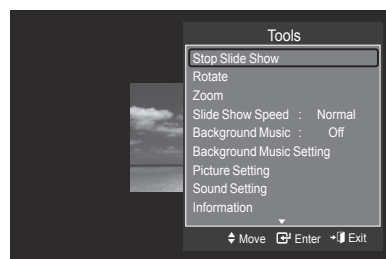 Tools
Stop Slide Show
Rotate
Zoom
Slide Show Speed : Normal
Background Music : Off
Background Music Setting
Picture Setting
Sound Setting
Information
Move Enter Exit